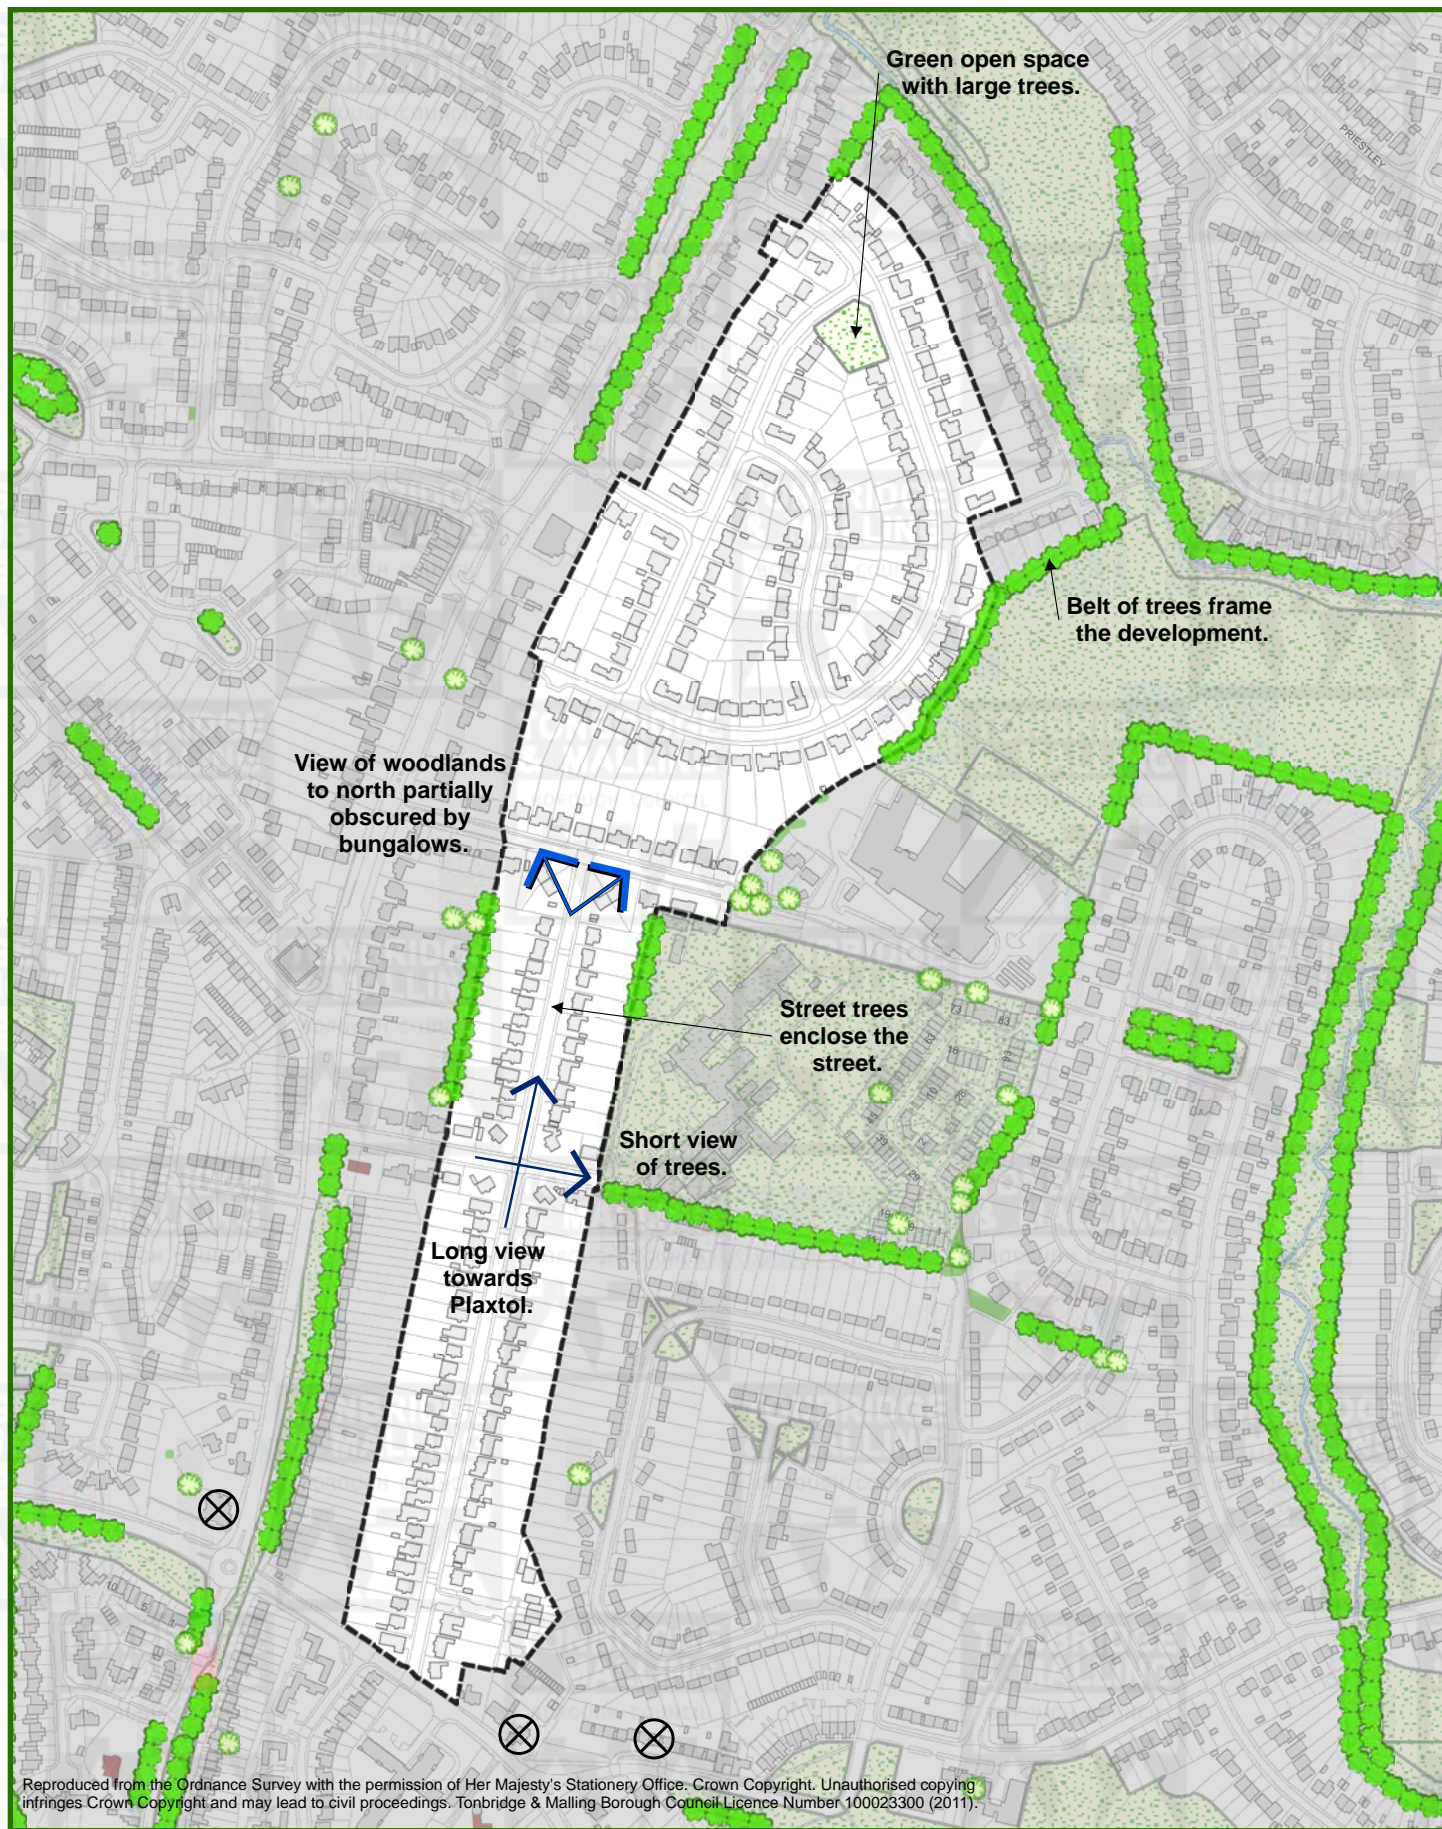 Green open space
with large trees.
PRIESTLEY
Belt of trees frame
the development.
View of woodlands
to north partially
obscured by
bungalows.
Street trees
enclose the
street.
Short view
of trees.
Long view
towards
Plaxtol.
Reproduced from the Ordnance Survey with the permission of Her Majesty's Stationery Office. Crown Copyright. Unauthorised copying
infringes Crown Copyright and may lead to civil proceedings. Tonbridge & Malling Borough Council Licence Number 100023300 (2011).